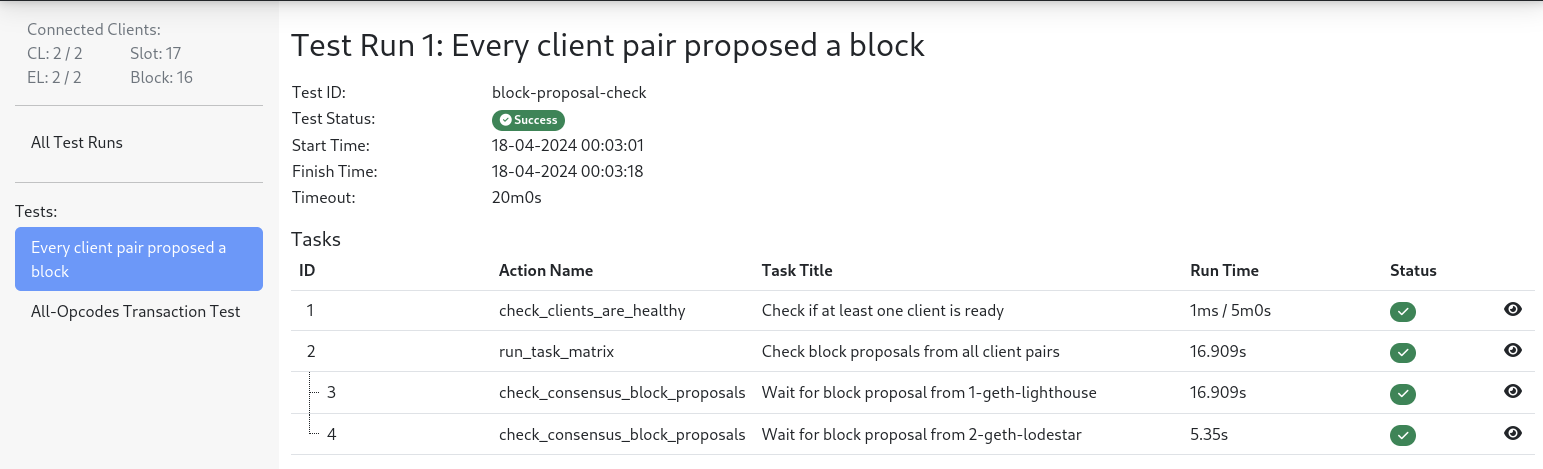 Connected Clients:
CL: 2 / 2 Slot: 17
EL: 2 / 2 Block: 16
All Test Runs
Tests:
Every client pair proposed a
block
All-Opcodes Transaction Test
Test Run 1: Every client pair proposed a block
Test ID: block-proposal-check
Test Status: Success
Start Time: 18-04-2024 00:03:01
Finish Time: 18-04-2024 00:03:18
Timeout: 20m0s
Tasks
ID Action Name Task Title Run Time Status
1 check_clients_are_healthy Check if at least one client is ready 1ms / 5m0s
2 run_task_matrix Check block proposals from all client pairs 16.909s
3 check_consensus_block_proposals Wait for block proposal from 1-geth-lighthouse 16.909s
4 check_consensus_block_proposals Wait for block proposal from 2-geth-lodestar 5.35s